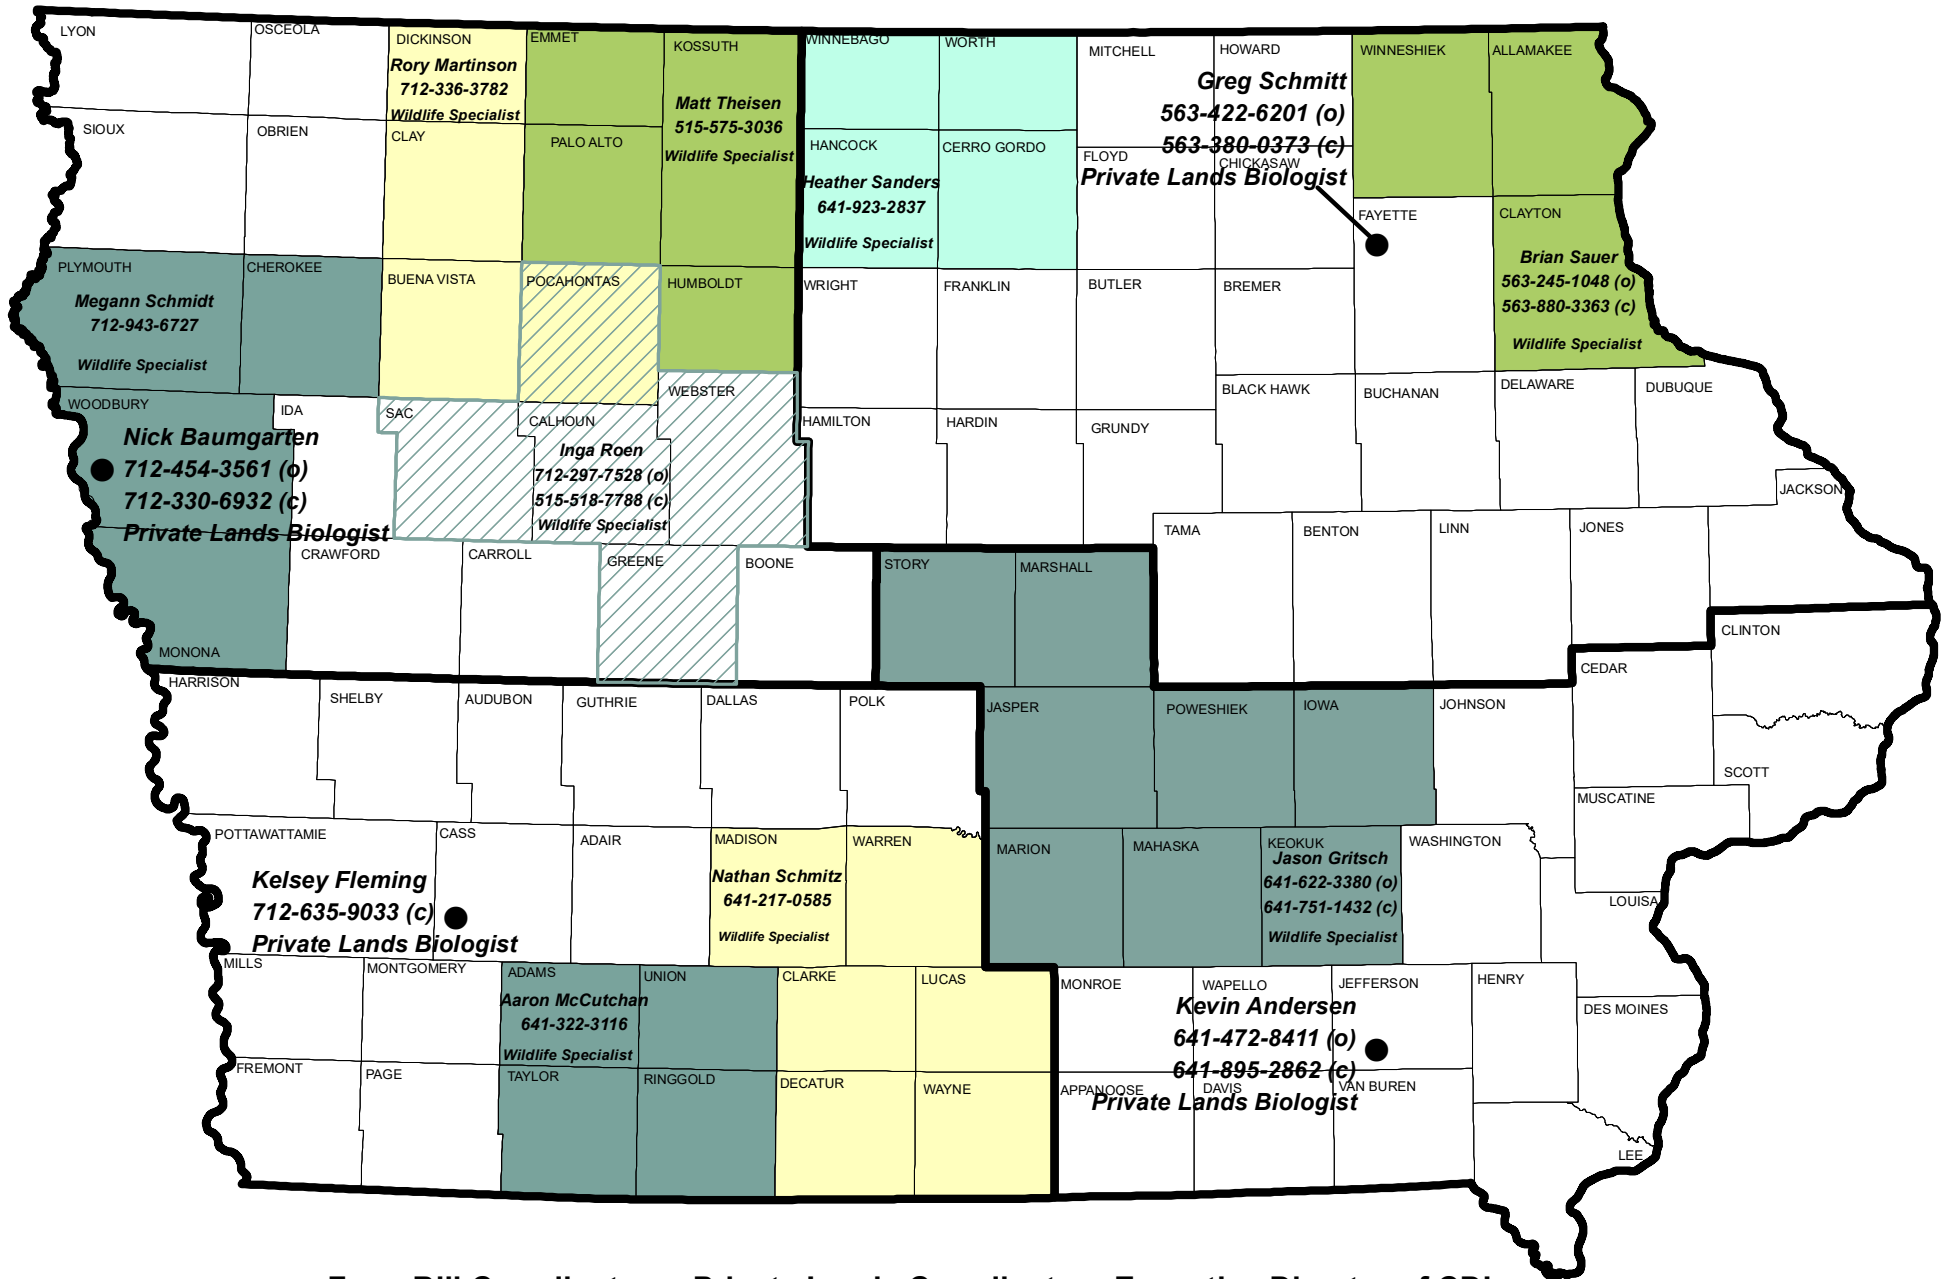 LYON
OSCEOLA
DICKINSON
Rory Martinson
712-336-3782
Wildlife Specialist
EMMET
KOSSUTH
Matt Theisen
515-575-3036
Wildlife Specialist
WINNEBAGO
WORTH
MITCHELL
HOWARD
Greg Schmitt
563-422-6201 (o)
563-380-0373 (c)
Private Lands Biologist
WINNESHIEK
ALLAMAKEE
SIOUX
OBRIEN
CLAY
PALO ALTO
HANCOCK
Heather Sanders
641-923-2837
Wildlife Specialist
CERRO GORDO
FLOYD
CHICKASAW
FAYETTE
CLAYTON
Brian Sauer
563-245-1048 (o)
563-880-3363 (c)
Wildlife Specialist
PLYMOUTH
Megann Schmidt
712-943-6727
Wildlife Specialist
CHEROKEE
BUENA VISTA
POCAHONTAS
HUMBOLDT
WRIGHT
FRANKLIN
BUTLER
BREMER
WOODBURY
Nick Baumgarten
712-454-3561 (o)
712-330-6932 (c)
Private Lands Biologist
IDA
SAC
CALHOUN
Inga Roen
712-297-7528 (o)
515-518-7788 (c)
Wildlife Specialist
WEBSTER
HAMILTON
HARDIN
GRUNDY
BLACK HAWK
BUCHANAN
DELAWARE
DUBUQUE
JACKSON
MONONA
CRAWFORD
CARROLL
GREENE
BOONE
STORY
MARSHALL
TAMA
BENTON
LINN
JONES
CLINTON
CEDAR
HARRISON
SHELBY
AUDUBON
GUTHRIE
DALLAS
POLK
JASPER
POWESHIEK
IOWA
JOHNSON
SCOTT
MUSCATINE
POTTAWATTAMIE
CASS
Kelsey Fleming
712-635-9033 (c)
Private Lands Biologist
ADAIR
MADISON
Nathan Schmitz
641-217-0585
Wildlife Specialist
WARREN
MARION
MAHASKA
KEOKUK
Jason Gritsch
641-622-3380 (o)
641-751-1432 (c)
Wildlife Specialist
WASHINGTON
LOUISA
MILLS
MONTGOMERY
ADAMS
Aaron McCutchan
641-322-3116
Wildlife Specialist
UNION
CLARKE
LUCAS
MONROE
WAPELLO
JEFFERSON
Kevin Andersen
641-472-8411 (o)
641-895-2862 (c)
Private Lands Biologist
HENRY
DES MOINES
FREMONT
PAGE
TAYLOR
RINGGOLD
DECATUR
WAYNE
APPANOOSE
DAVIS
VAN BUREN
LEE